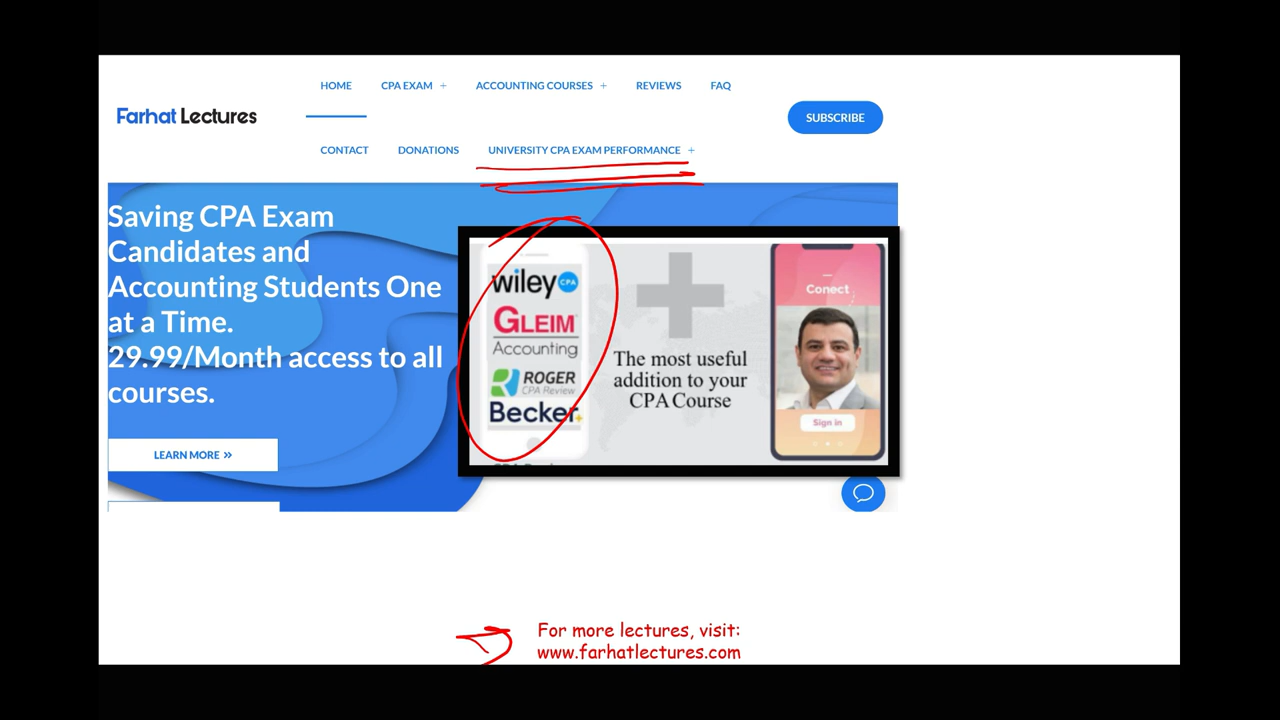 HOME
CPA EXAM +
ACCOUNTING COURSES +
REVIEWS
FAQ
Farhat Lectures
SUBSCRIBE
CONTACT
DONATIONS
UNIVERSITY CPA EXAM PERFORMANCE +
Saving CPA Exam
Candidates and
Accounting Students One
at a Time.
29.99/Month access to all
courses.
LEARN MORE »
wiley CPA
GLEIM
Accounting
ROGER
CPA Review
Becker
The most useful
addition to your
CPA Course
Conect
Sign in
For more lectures, visit:
www.farhatlectures.com